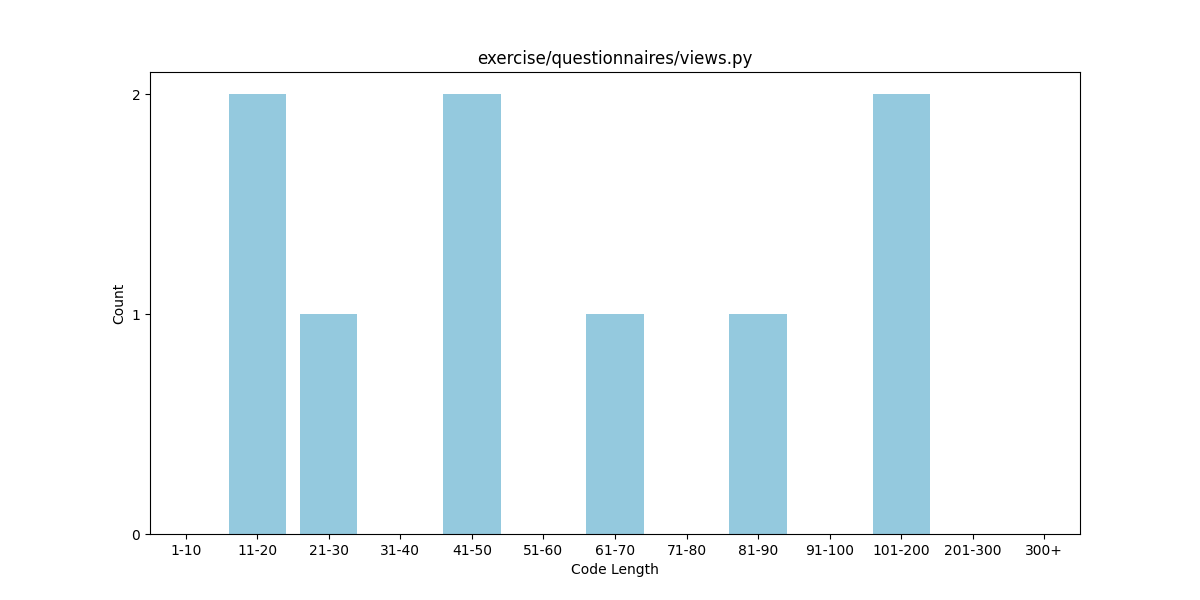 exercise/questionnaires/views.py
2
1
0
Count
1-10 11-20 21-30 31-40 41-50 51-60 61-70 71-80 81-90 91-100 101-200 201-300 300+
Code Length